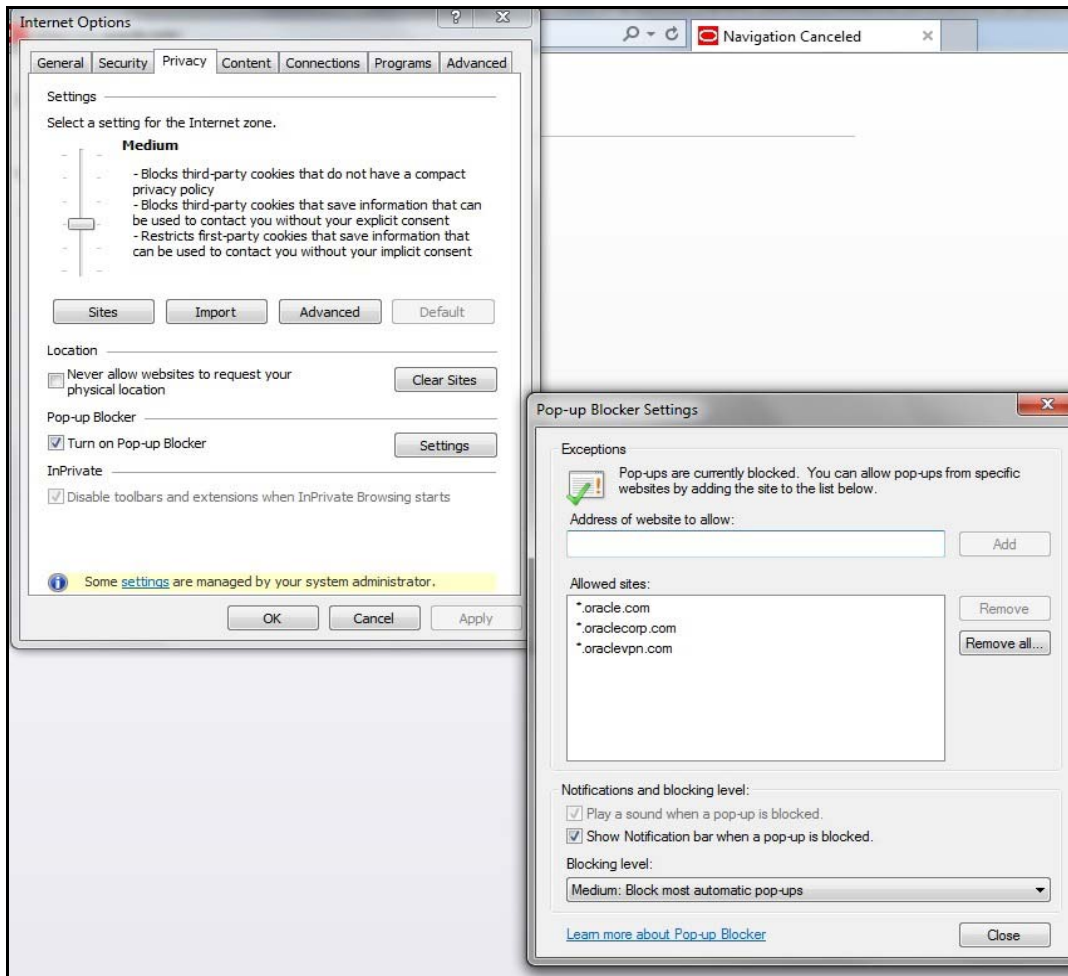 Internet Options
?
X
Navigation Canceled
General Security Privacy Content Connections Programs Advanced
Settings
Select a setting for the Internet zone.
Medium
- Blocks third-party cookies that do not have a compact
privacy policy
- Blocks third-party cookies that save information that can
be used to contact you without your explicit consent
- Restricts first-party cookies that save information that
can be used to contact you without your implicit consent
Sites Import Advanced Default
Location
Never allow websites to request your
physical location
Clear Sites
Pop-up Blocker
Turn on Pop-up Blocker
Settings
InPrivate
Disable toolbars and extensions when InPrivate Browsing starts
Some settings are managed by your system administrator.
OK Cancel Apply
Pop-up Blocker Settings
Exceptions
Pop-ups are currently blocked. You can allow pop-ups from specific
websites by adding the site to the list below.
Address of website to allow:
Add
Allowed sites:
*.oracle.com
*.oraclecorp.com
*.oraclevpn.com
Remove
Remove all...
Notifications and blocking level:
Play a sound when a pop-up is blocked.
Show Notification bar when a pop-up is blocked.
Blocking level:
Medium: Block most automatic pop-ups
Learn more about Pop-up Blocker
Close